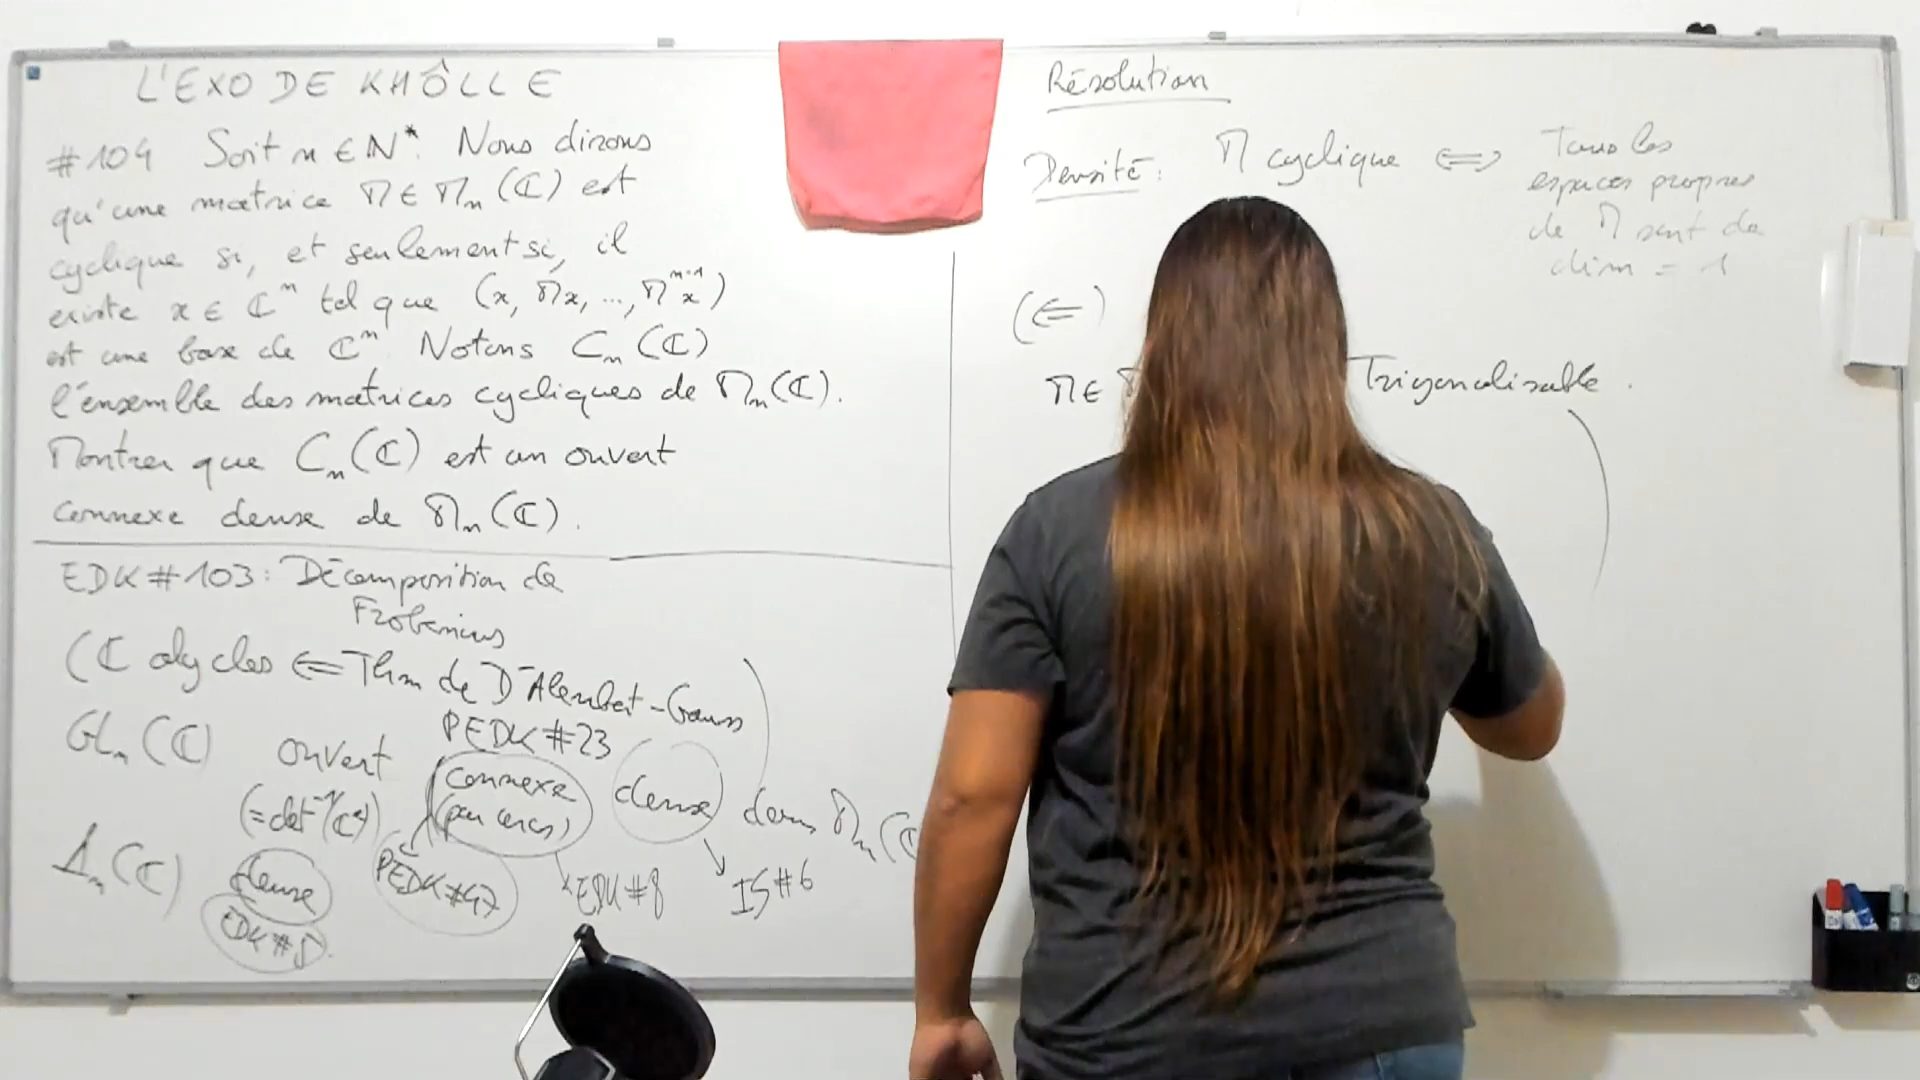 L'EXO DE KHÔLLE
#104 Soit n ∈ ℕ*. Nous dirons
qu'une matrice M ∈ Mₙ(ℂ) est
cyclique si, et seulement si, il
existe x ∈ ℂⁿ tel que (x, Mx, ..., Mⁿ⁻¹x)
est une base de ℂⁿ. Notons Cₙ(ℂ)
l'ensemble des matrices cycliques de Mₙ(ℂ).
Montrer que Cₙ(ℂ) est un ouvert
connexe dense de Mₙ(ℂ).
EDK #103 : Décomposition de
Frobenius
(ℂ alg clos ⇐ Thm de D'Alembert-Gauss
PEDK #23
GLₙ(ℂ) ouvert connexe dense dans Mₙ(ℂ
(= det⁻¹(ℂ*)) (par arcs)
PEDK #47 EDK #8 IS #6
Δₙ(ℂ) dense
EDK #5
Résolution
Densité : M cyclique ⇔ Tous les
espaces propres
de M sont de
dim = 1
(⇐)
M ∈ Trigonalisable.